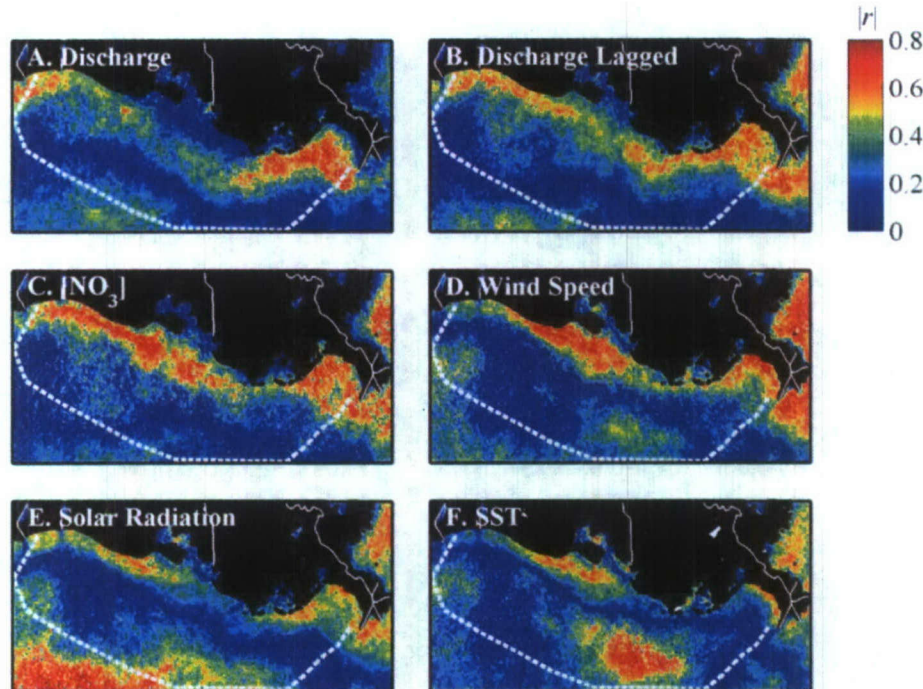 |r|
A. Discharge
B. Discharge Lagged
0.8
0.6
0.4
0.2
0
C. [NO₃]
D. Wind Speed
E. Solar Radiation
F. SST